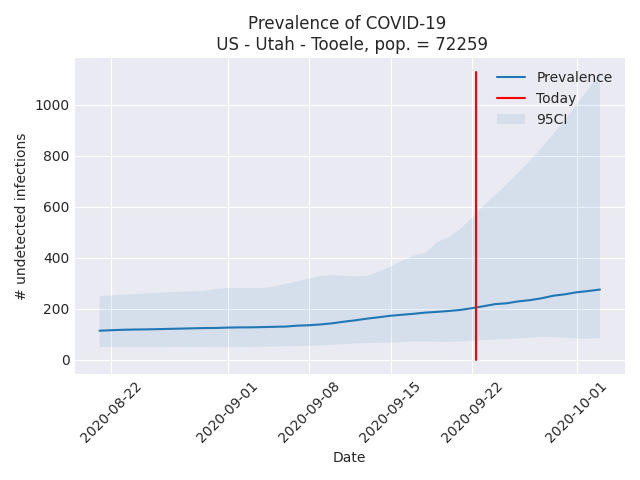 Prevalence of COVID-19
US - Utah - Tooele, pop. = 72259
Prevalence
Today
95CI
# undetected infections
1000
800
600
400
200
0
2020-08-22
2020-09-01
2020-09-08
2020-09-15
2020-09-22
2020-10-01
Date